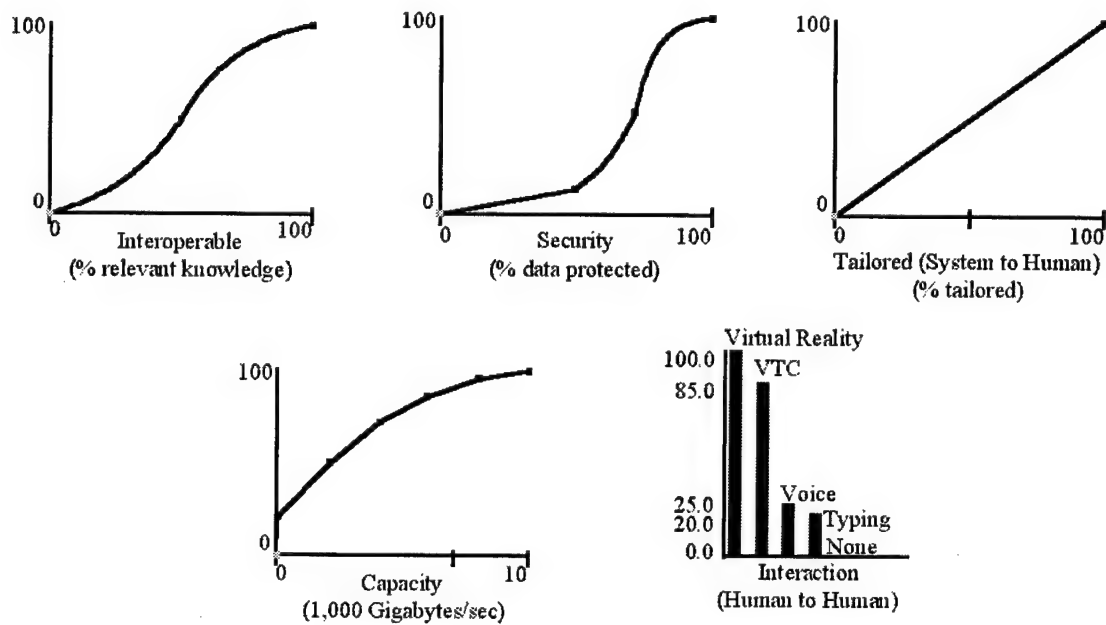 100
0
0
100
Interoperable
(% relevant knowledge)
100
0
0
100
Security
(% data protected)
100
0
0
100
Tailored (System to Human)
(% tailored)
100
0
0
10
Capacity
(1,000 Gigabytes/sec)
Virtual Reality
100.0
VTC
85.0
Voice
25.0
Typing
20.0
None
0.0
Interaction
(Human to Human)